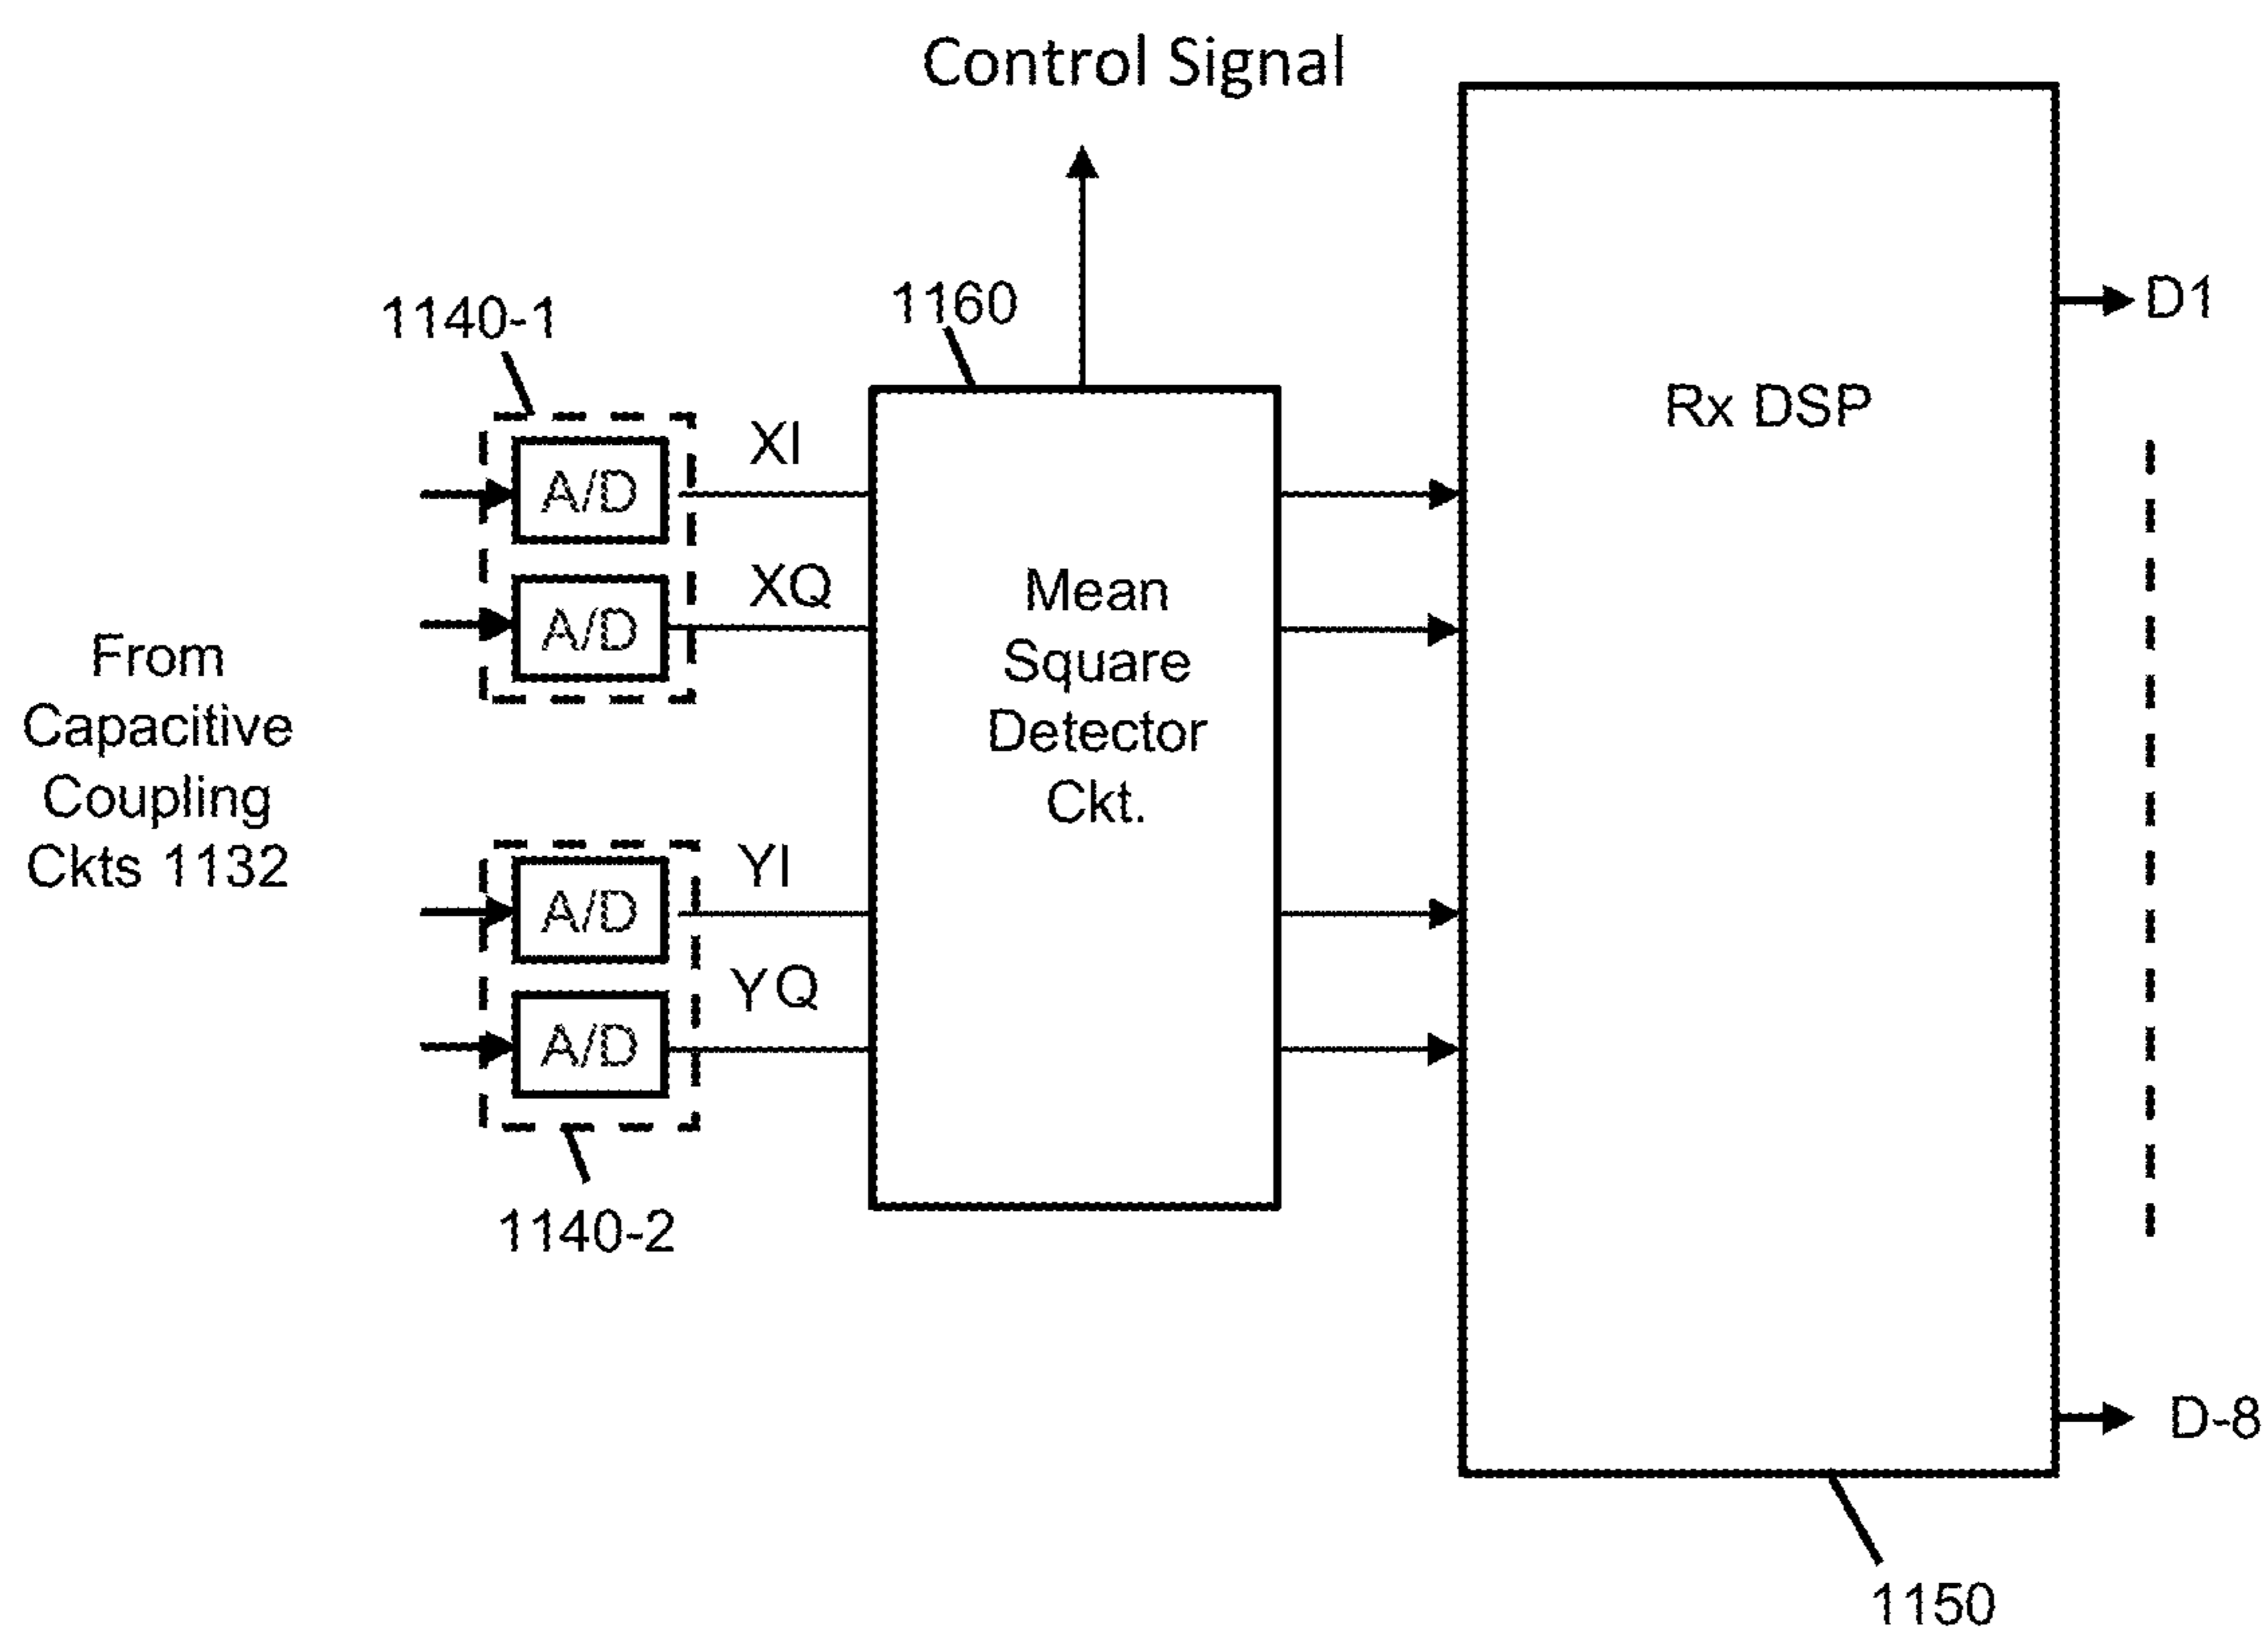 Control Signal
1140-1
1160
D1
Rx DSP
XI
A/D
XQ
A/D
Mean
Square
Detector
Ckt.
From
Capacitive
Coupling
Ckts 1132
YI
A/D
YQ
A/D
1140-2
D-8
1150